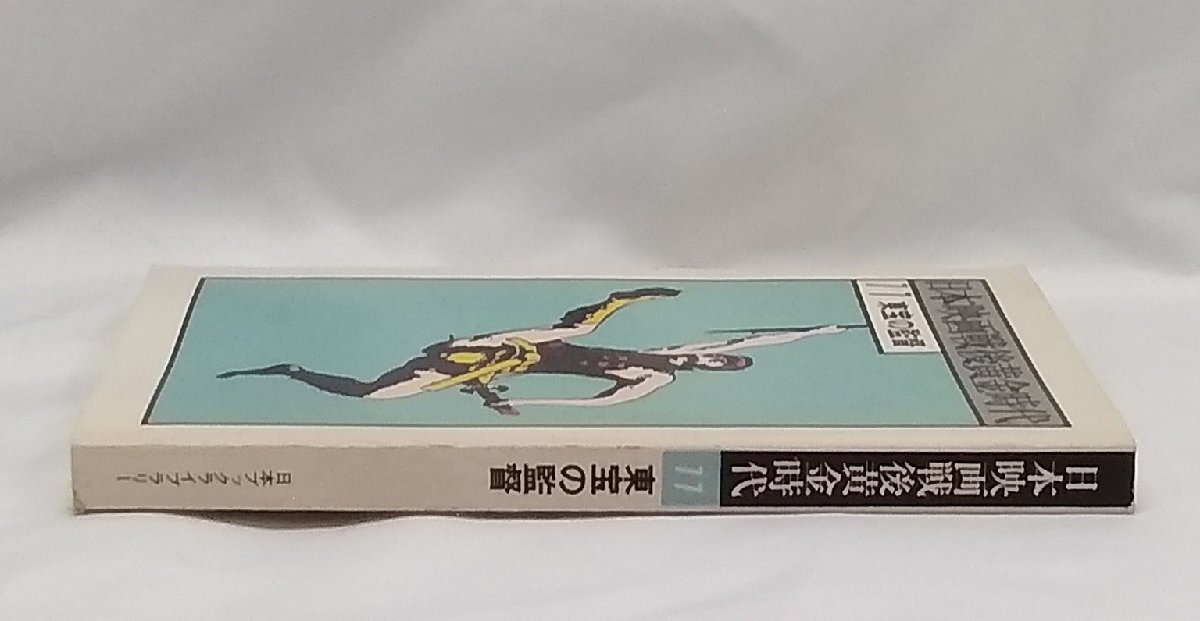 日本映画戦後黄金時代
11
東宝の監督
日本映画戦後黄金時代
11
東宝の監督
日本ブックライブラリー